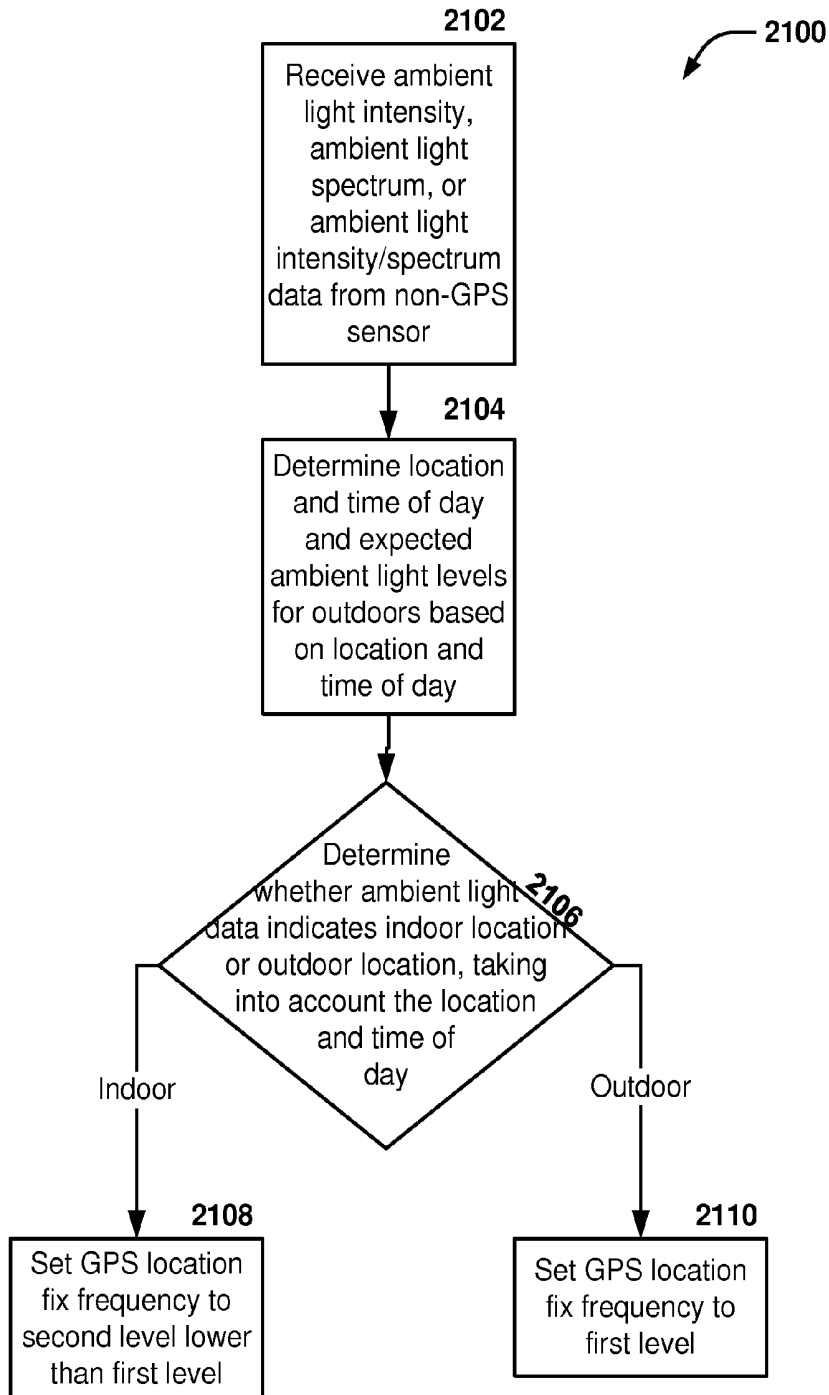 2102
2100
Receive ambient
light intensity,
ambient light
spectrum, or
ambient light
intensity/spectrum
data from non-GPS
sensor
2104
Determine location
and time of day
and expected
ambient light levels
for outdoors based
on location and
time of day
Determine
whether ambient light
data indicates indoor location
or outdoor location, taking
into account the location
and time of
day
2106
Indoor
Outdoor
2108
Set GPS location
fix frequency to
second level lower
than first level
2110
Set GPS location
fix frequency to
first level